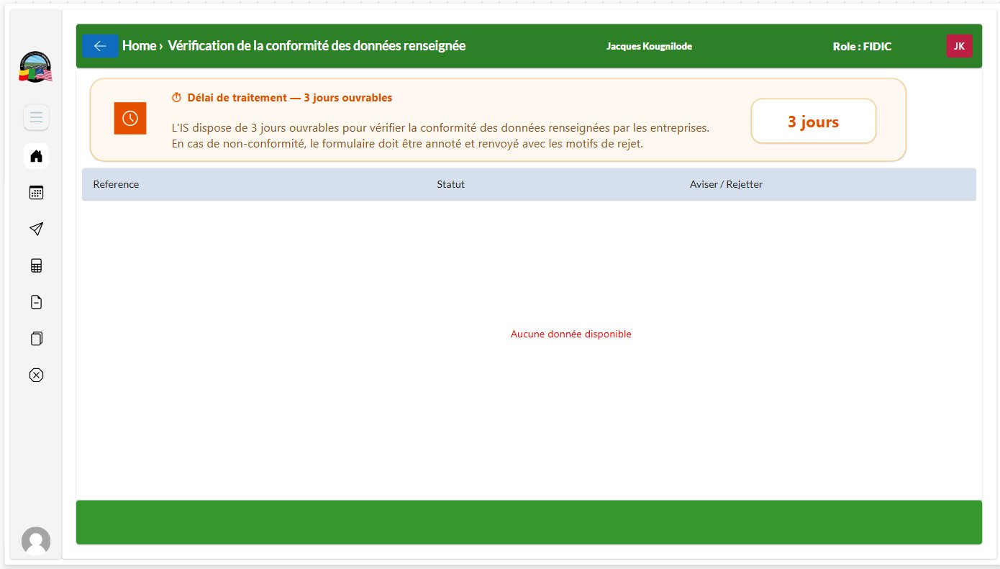 Home › Vérification de la conformité des données renseignée
Jacques Kougnilode
Role : FIDIC
JK
Délai de traitement — 3 jours ouvrables
L'IS dispose de 3 jours ouvrables pour vérifier la conformité des données renseignées par les entreprises.
En cas de non-conformité, le formulaire doit être annoté et renvoyé avec les motifs de rejet.
3 jours
Reference
Statut
Aviser / Rejetter
Aucune donnée disponible